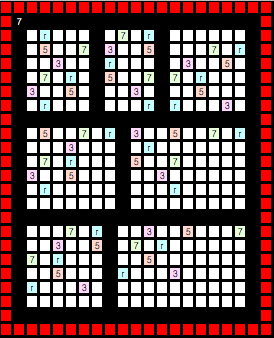 7
r 7 r
5 7 3 5 7 r
3 r 3 5
7 r 5 7 7 r
3 5 3 5
r r r 3
5 7 r 3 5 7 r
3 r
7 r 5 7
3 5 3
r r
7 r 3 5 7
3 5 7 r
7 r 5
5 r 3
r 3